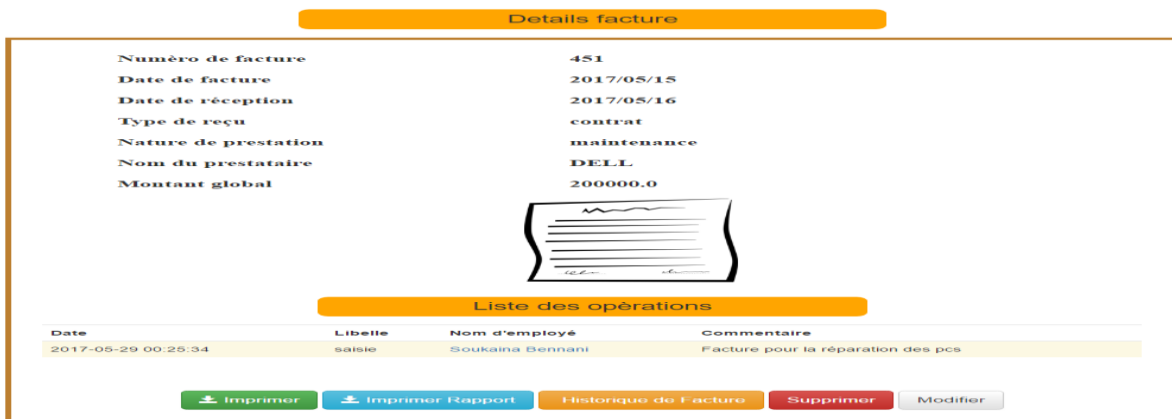 Details facture
Numèro de facture 451
Date de facture 2017/05/15
Date de réception 2017/05/16
Type de reçu contrat
Nature de prestation maintenance
Nom du prestataire DELL
Montant global 200000.0
Liste des opèrations
Date Libelle Nom d'employé Commentaire
2017-05-29 00:25:34 saisie Soukaina Bennani Facture pour la réparation des pcs
Imprimer Imprimer Rapport Historique de Facture Supprimer Modifier